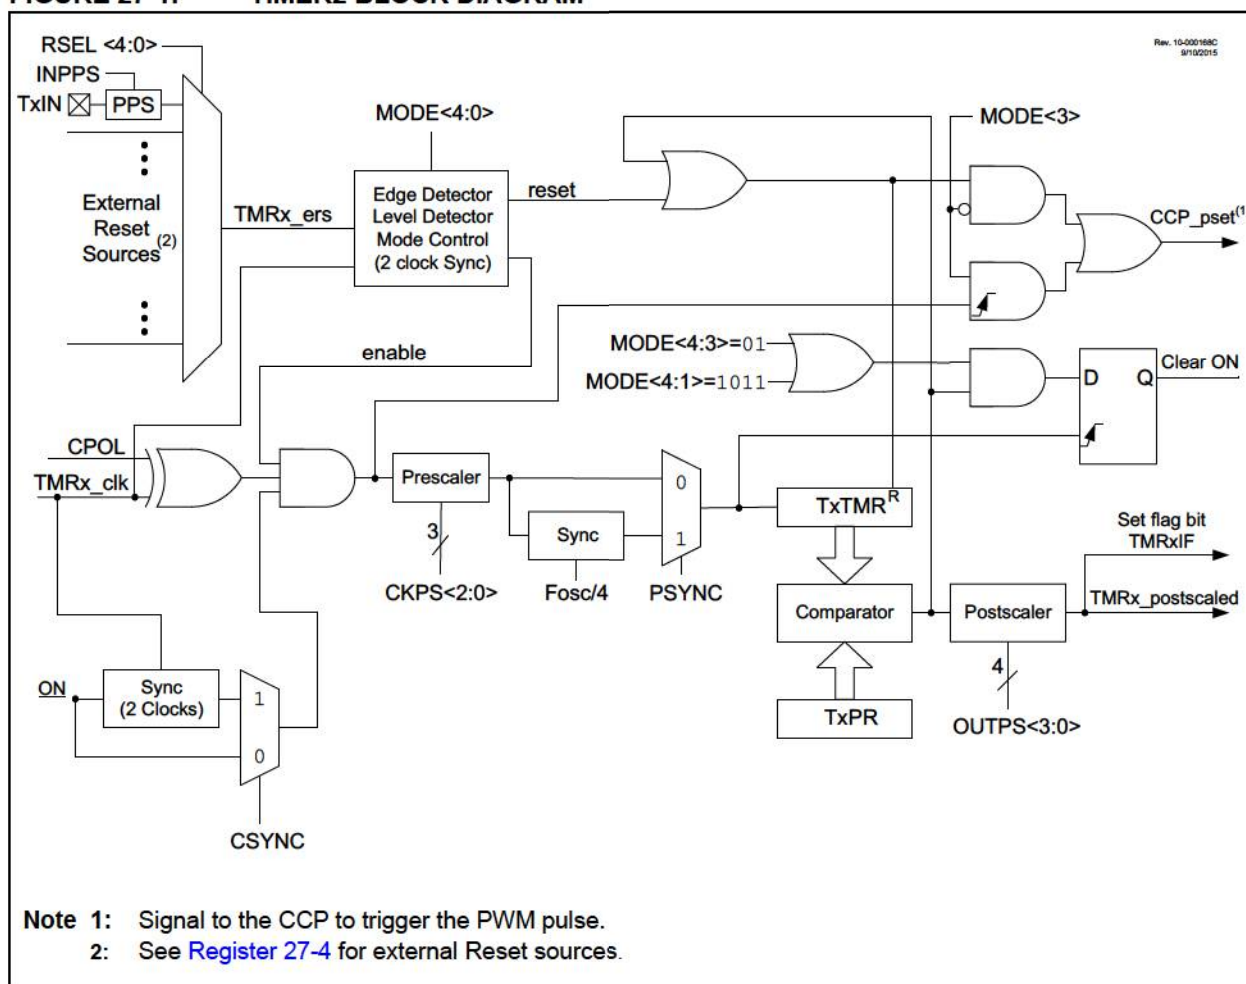 FIGURE 27-1: TIMER2 BLOCK DIAGRAM
Rev. 10-000168C
9/10/2015
RSEL <4:0>
INPPS
TxIN
PPS
External
Reset
Sources(2)
TMRx_ers
MODE<4:0>
Edge Detector
Level Detector
Mode Control
(2 clock Sync)
reset
enable
MODE<3>
CCP_pset(1
MODE<4:3>=01
MODE<4:1>=1011
D
Q
Clear ON
CPOL
TMRx_clk
Prescaler
3
CKPS<2:0>
Sync
Fosc/4
0
1
PSYNC
TxTMR
R
Comparator
TxPR
Postscaler
4
OUTPS<3:0>
Set flag bit
TMRxIF
TMRx_postscaled
ON
Sync
(2 Clocks)
1
0
CSYNC
Note 1: Signal to the CCP to trigger the PWM pulse.
2: See Register 27-4 for external Reset sources.